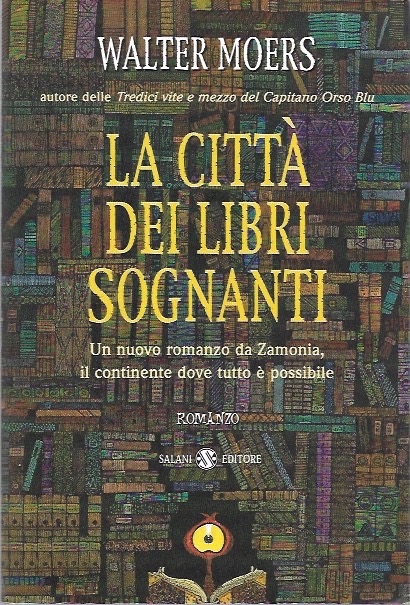 WALTER MOERS
autore delle Tredici vite e mezzo del Capitano Orso Blu
LA CITTÀ
DEI LIBRI
SOGNANTI
Un nuovo romanzo da Zamonia,
il continente dove tutto è possibile
ROMANZO
SALANI EDITORE